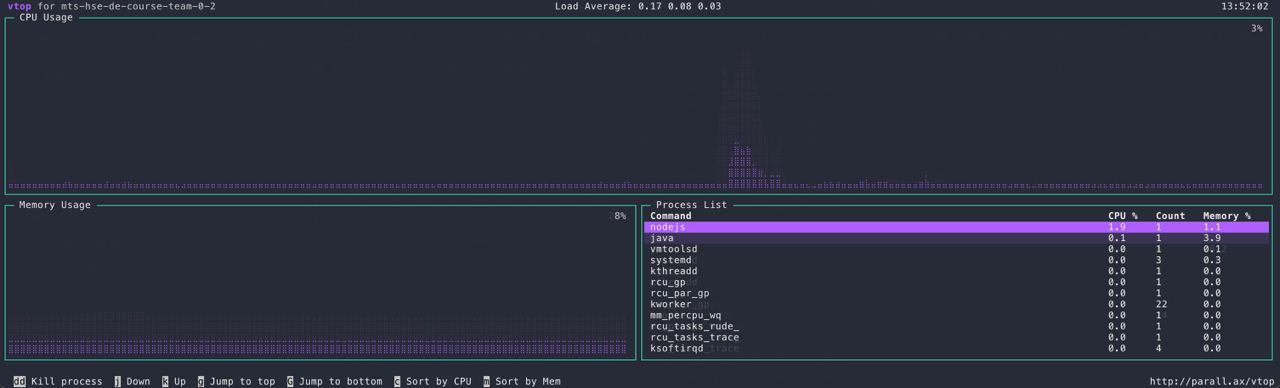 vtop for mts-hse-de-course-team-0-2 Load Average: 0.17 0.08 0.03 13:52:02
CPU Usage
3%
Memory Usage
8%
Process List
Command CPU % Count Memory %
nodejs 1.9 1 1.1
java 0.1 1 3.9
vmtoolsd 0.0 1 0.1
systemd 0.0 3 0.3
kthreadd 0.0 1 0.0
rcu_gp 0.0 1 0.0
rcu_par_gp 0.0 1 0.0
kworker 0.0 22 0.0
mm_percpu_wq 0.0 1 0.0
rcu_tasks_rude_ 0.0 1 0.0
rcu_tasks_trace 0.0 1 0.0
ksoftirqd 0.0 4 0.0
dd Kill process j Down k Up g Jump to top G Jump to bottom c Sort by CPU m Sort by Mem http://parall.ax/vtop